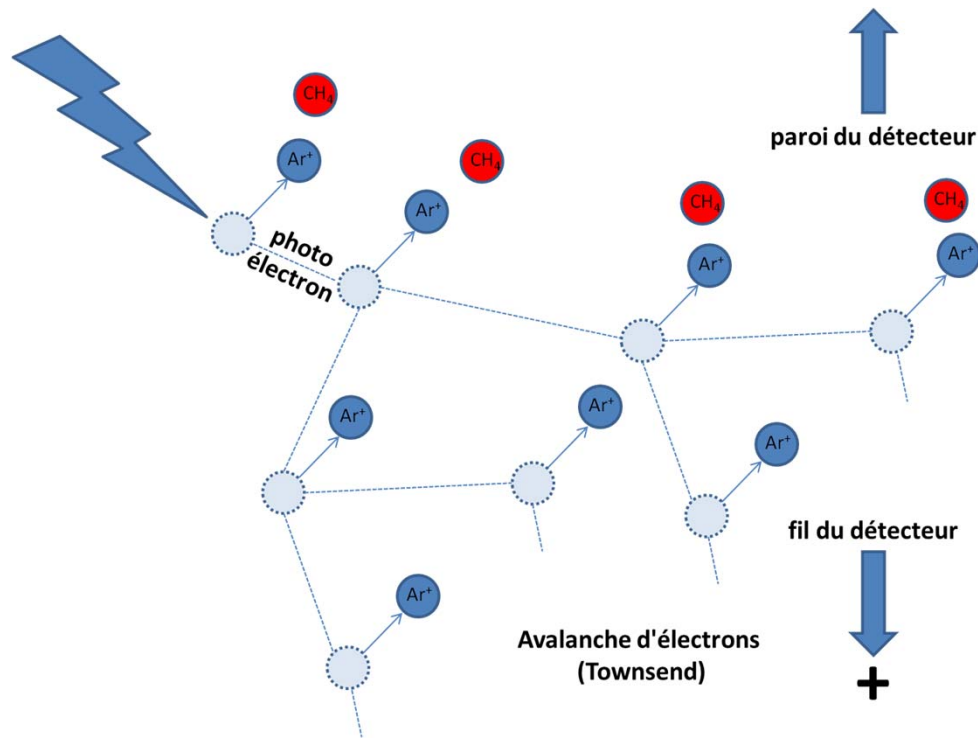 CH₄
Ar⁺
CH₄
paroi du détecteur
Ar⁺
CH₄
CH₄
photo
électron
Ar⁺
Ar⁺
Ar⁺
Ar⁺
Ar⁺
Ar⁺
fil du détecteur
Avalanche d'électrons
(Townsend)
+